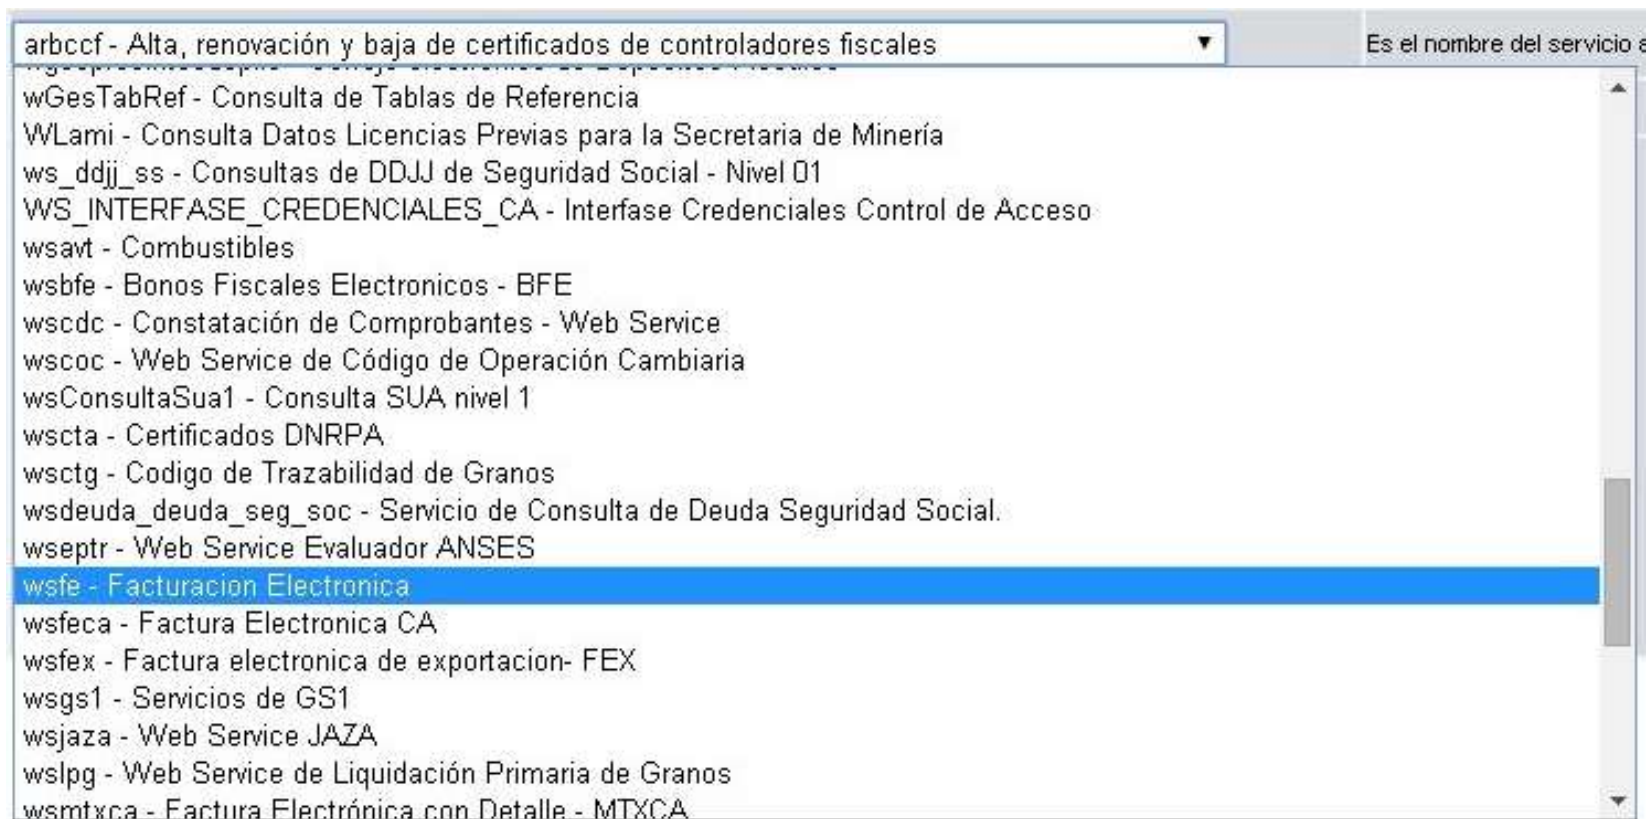 arbccf - Alta, renovación y baja de certificados de controladores fiscales
Es el nombre del servicio
wGesTabRef - Consulta de Tablas de Referencia
WLami - Consulta Datos Licencias Previas para la Secretaria de Minería
ws_ddjj_ss - Consultas de DDJJ de Seguridad Social - Nivel 01
WS_INTERFASE_CREDENCIALES_CA - Interfase Credenciales Control de Acceso
wsavt - Combustibles
wsbfe - Bonos Fiscales Electronicos - BFE
wscdc - Constatación de Comprobantes - Web Service
wscoc - Web Service de Código de Operación Cambiaria
wsConsultaSua1 - Consulta SUA nivel 1
wscta - Certificados DNRPA
wsctg - Codigo de Trazabilidad de Granos
wsdeuda_deuda_seg_soc - Servicio de Consulta de Deuda Seguridad Social.
wseptr - Web Service Evaluador ANSES
wsfe - Facturacion Electronica
wsfeca - Factura Electronica CA
wsfex - Factura electronica de exportacion- FEX
wsgs1 - Servicios de GS1
wsjaza - Web Service JAZA
wslpg - Web Service de Liquidación Primaria de Granos
wsmtxca - Factura Electrónica con Detalle - MTXCA